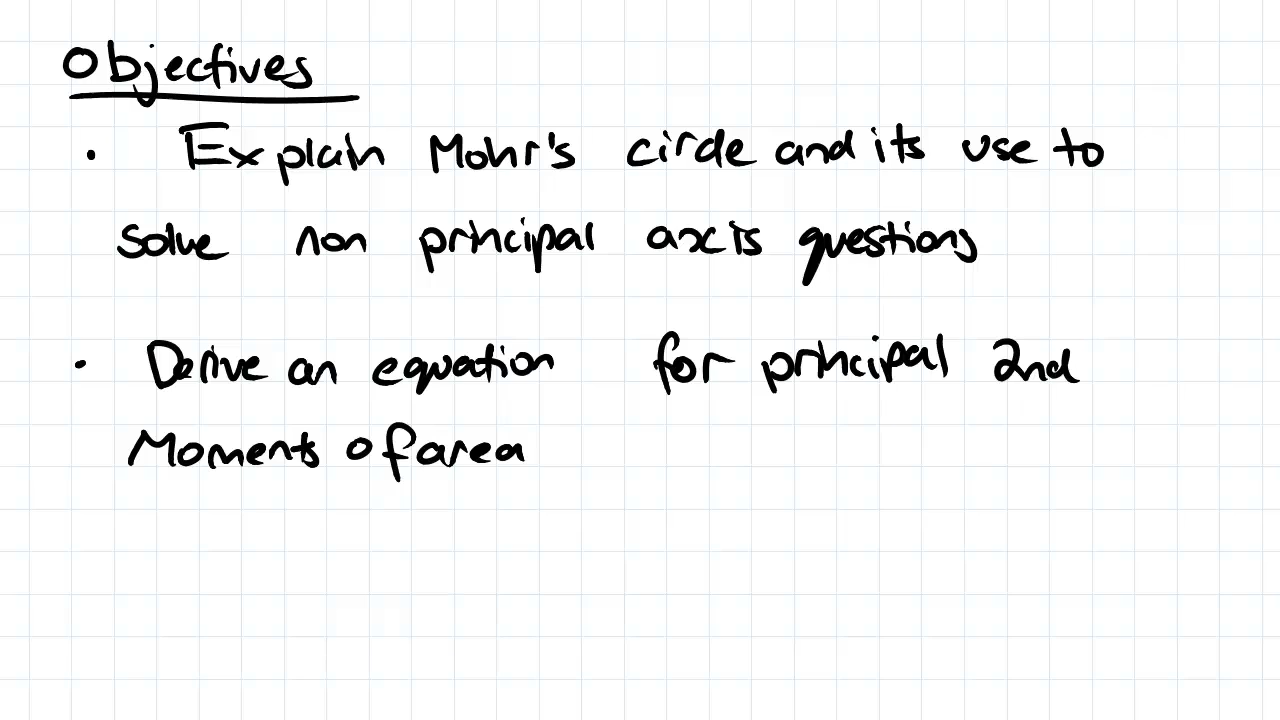 Objectives
· Explain Mohr's circle and its use to
solve non principal axis questions
· Derive an equation for principal 2nd
Moments of area